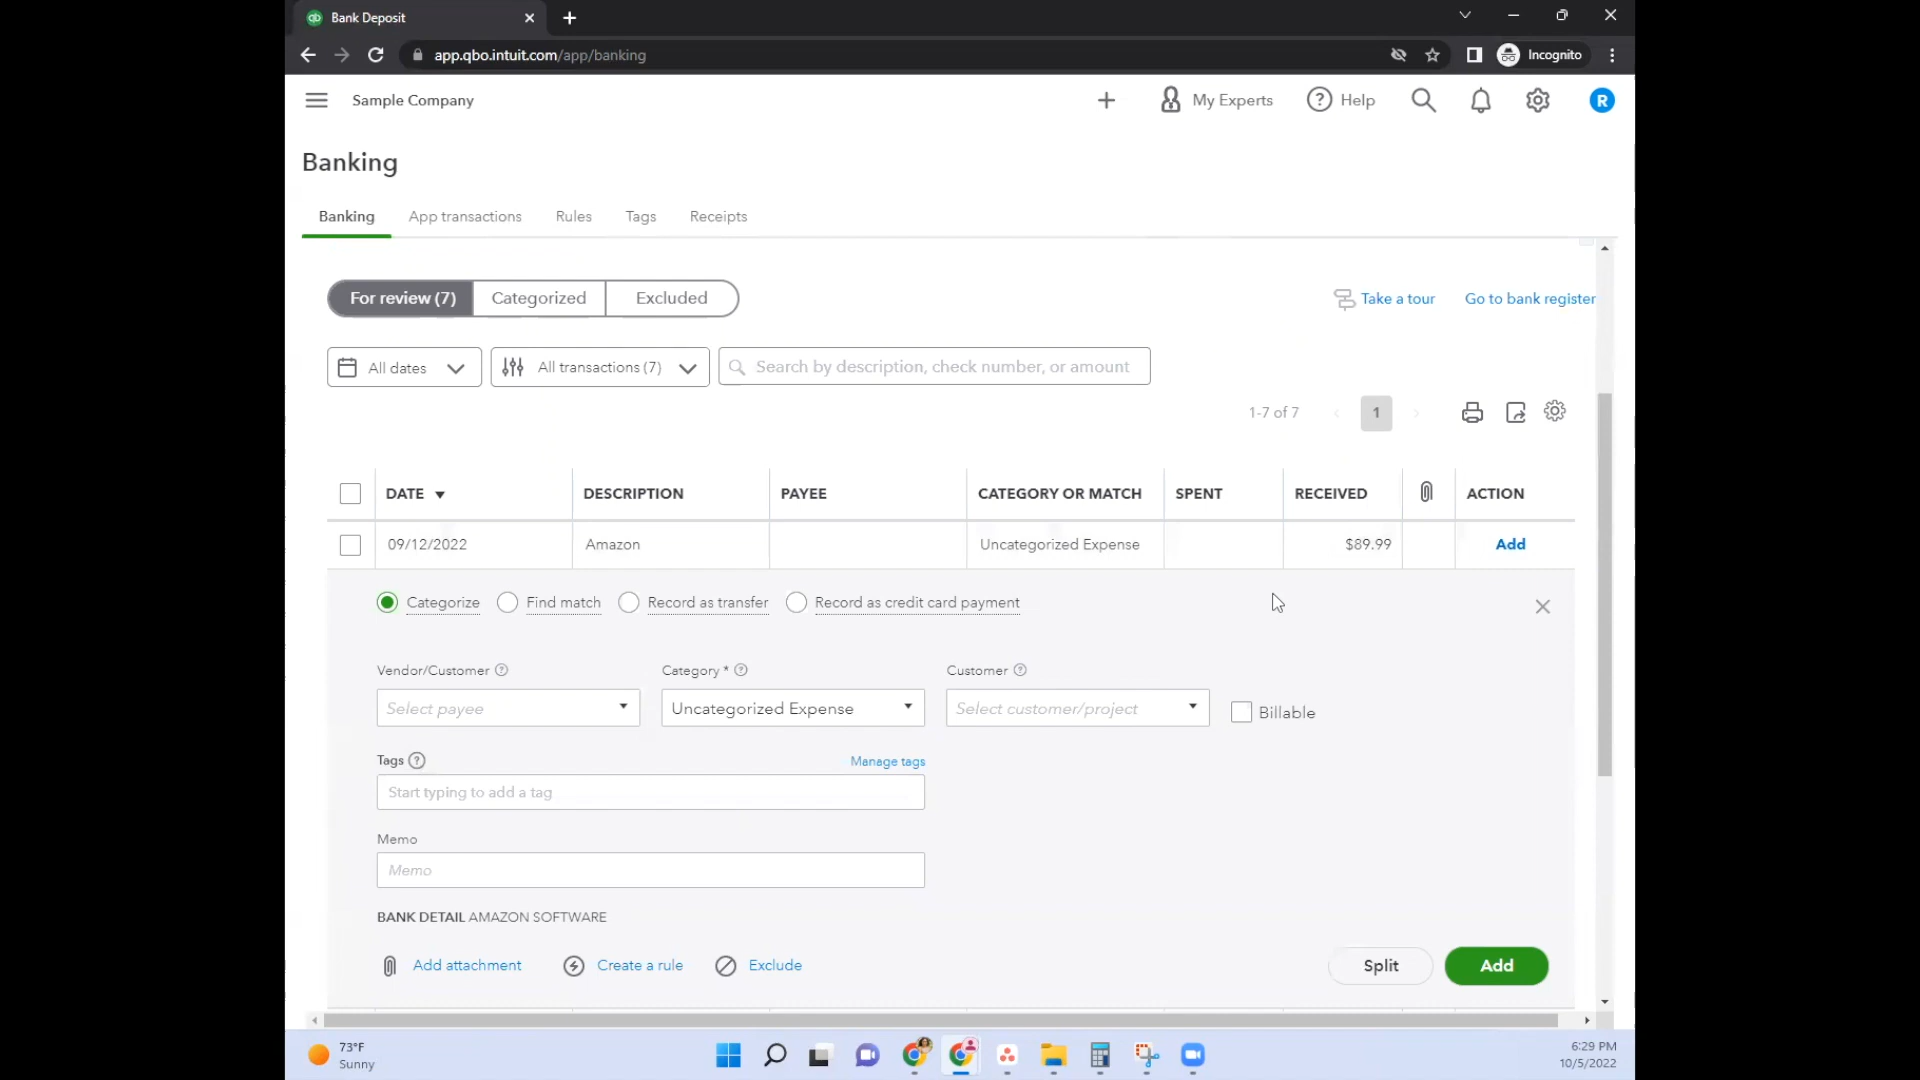 Bank Deposit
app.qbo.intuit.com/app/banking
Incognito
Sample Company
My Experts
Help
R
Banking
Banking
App transactions
Rules
Tags
Receipts
For review (7)
Categorized
Excluded
Take a tour
Go to bank register
All dates
All transactions (7)
Search by description, check number, or amount
1-7 of 7
1
DATE
DESCRIPTION
PAYEE
CATEGORY OR MATCH
SPENT
RECEIVED
ACTION
09/12/2022
Amazon
Uncategorized Expense
$89.99
Add
Categorize
Find match
Record as transfer
Record as credit card payment
Vendor/Customer
Category *
Customer
Select payee
Uncategorized Expense
Select customer/project
Billable
Tags
Manage tags
Start typing to add a tag
Memo
Memo
BANK DETAIL AMAZON SOFTWARE
Add attachment
Create a rule
Exclude
Split
Add
73°F
Sunny
6:29 PM
10/5/2022